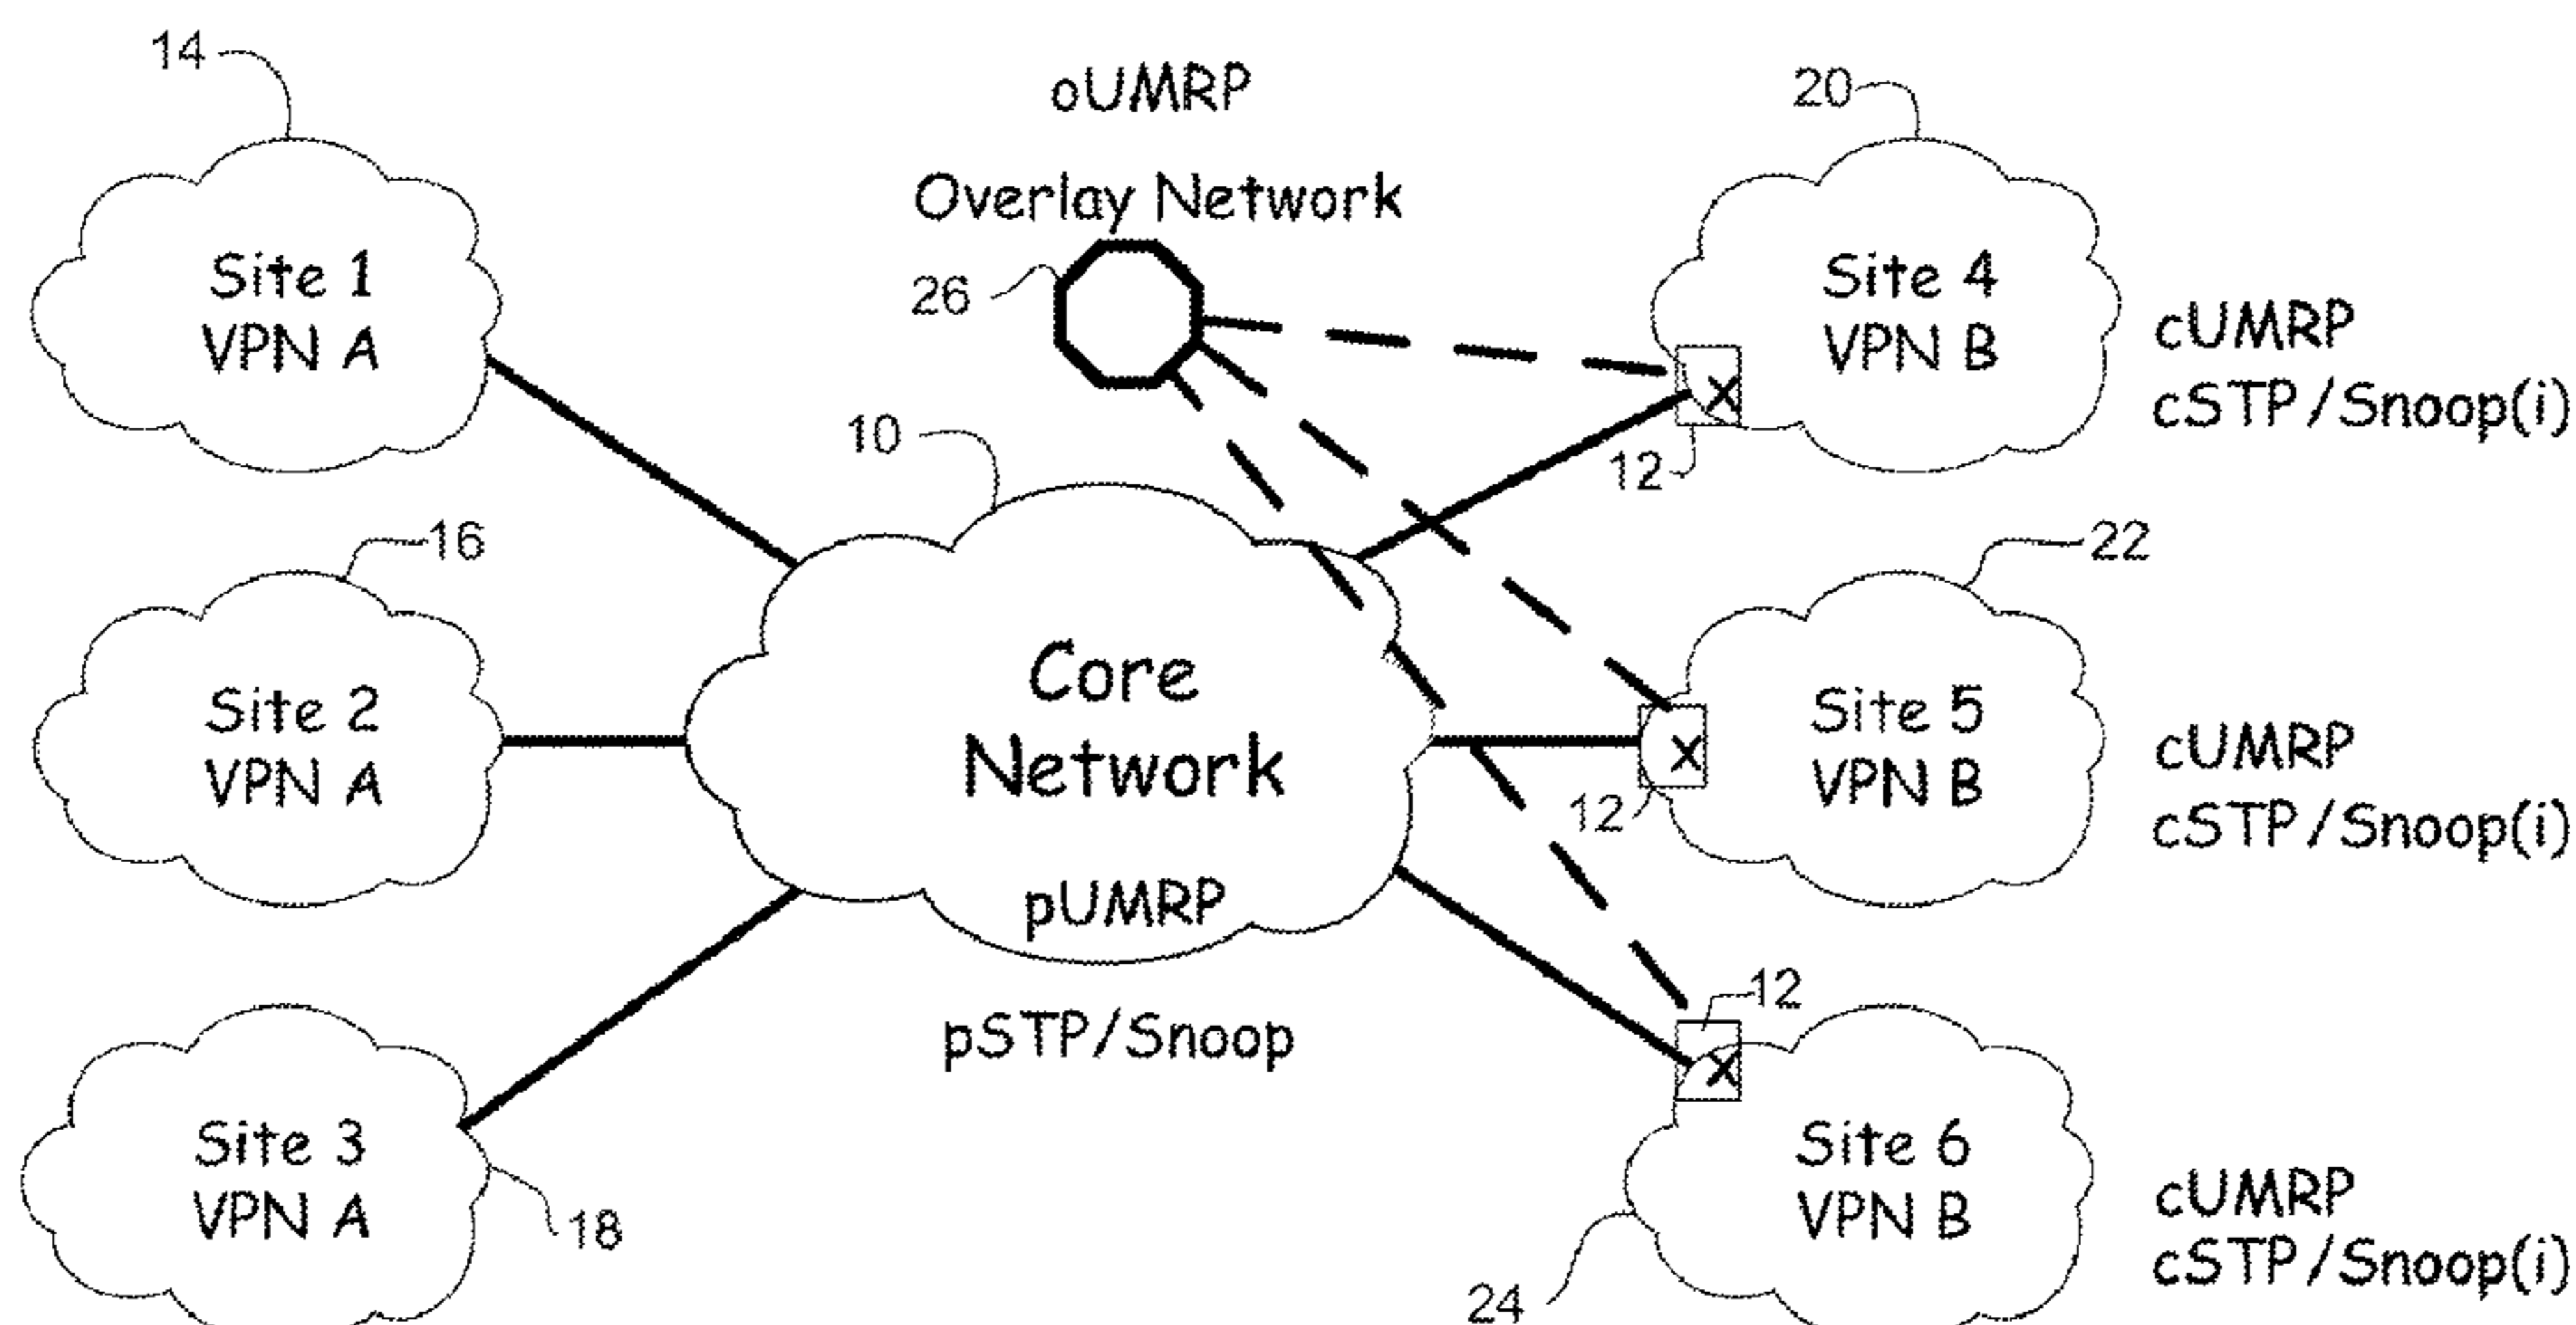 14
oUMRP
20
Overlay Network
Site 1
VPN A
26
Site 4
VPN B
cUMRP
cSTP/Snoop(i)
10
12
16
22
Core
Network
Site 2
VPN A
Site 5
VPN B
cUMRP
cSTP/Snoop(i)
12
pUMRP
pSTP/Snoop
12
Site 3
VPN A
18
Site 6
VPN B
cUMRP
cSTP/Snoop(i)
24
X
X
X